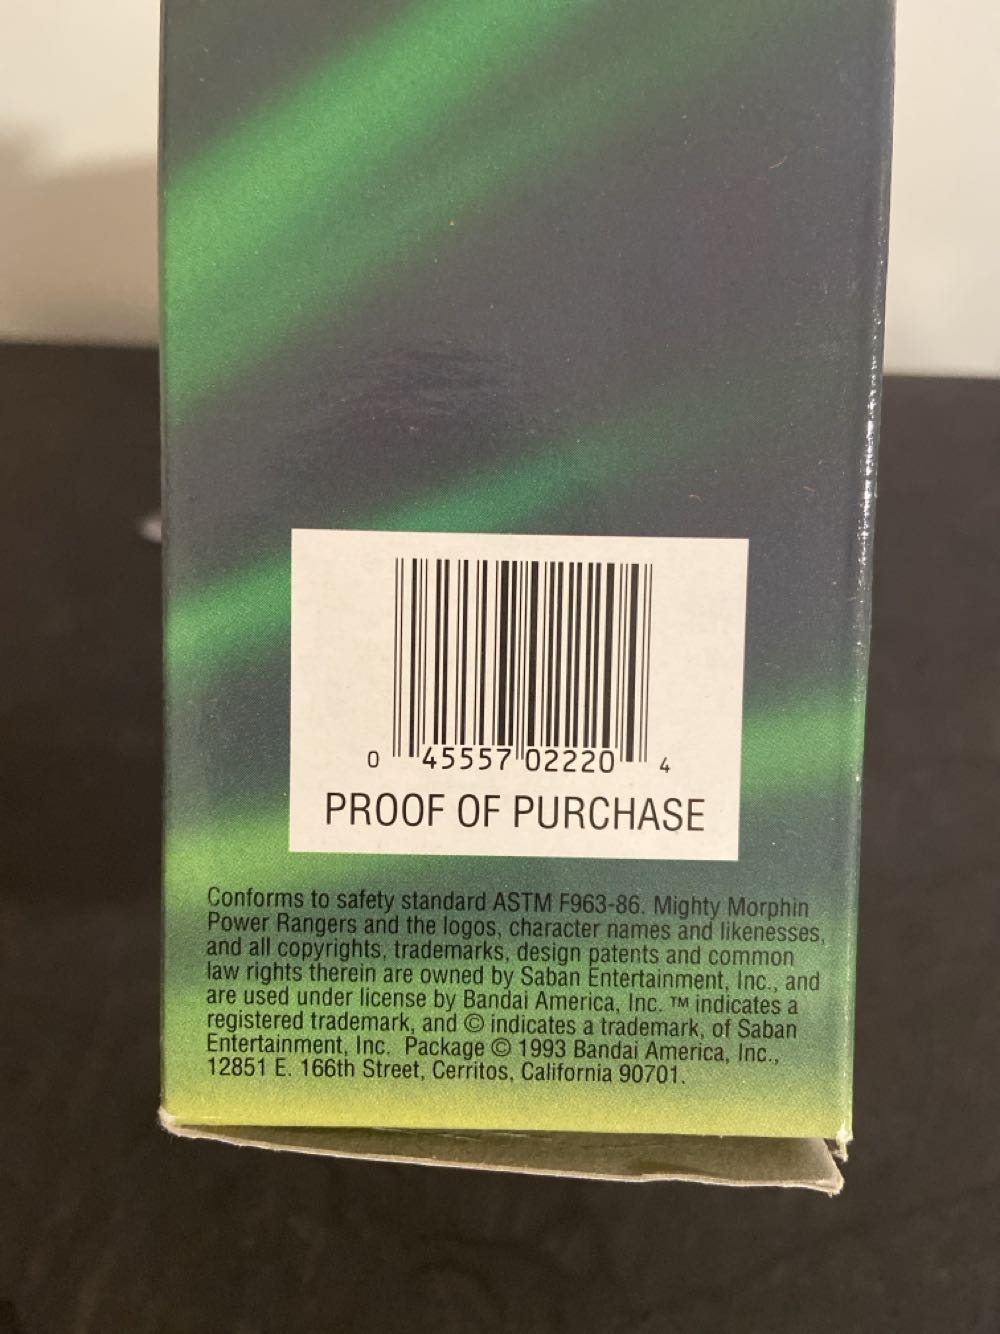 0 45557 02220 4
PROOF OF PURCHASE
Conforms to safety standard ASTM F963-86. Mighty Morphin
Power Rangers and the logos, character names and likenesses,
and all copyrights, trademarks, design patents and common
law rights therein are owned by Saban Entertainment, Inc., and
are used under license by Bandai America, Inc. ™ indicates a
registered trademark, and © indicates a trademark, of Saban
Entertainment, Inc. Package © 1993 Bandai America, Inc.,
12851 E. 166th Street, Cerritos, California 90701.